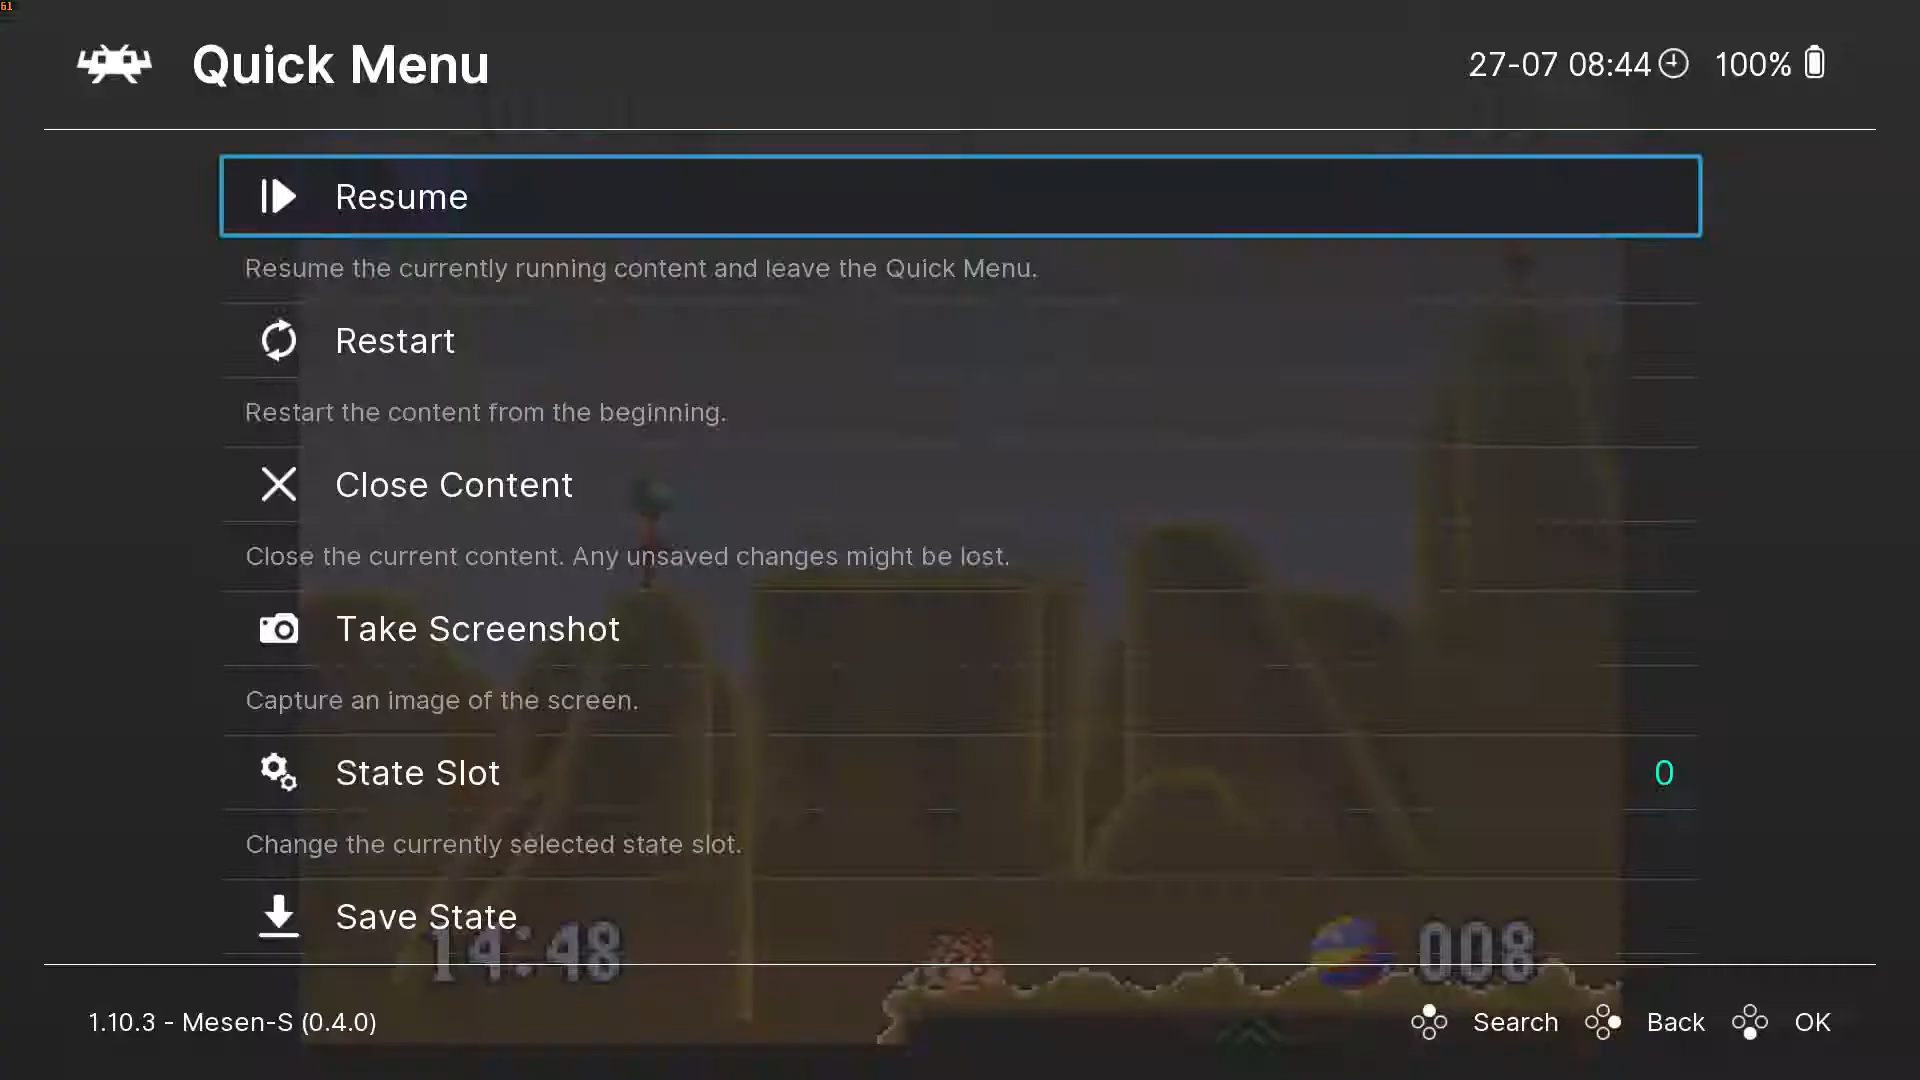 61
Quick Menu
27-07 08:44 100%
Resume
Resume the currently running content and leave the Quick Menu.
Restart
Restart the content from the beginning.
Close Content
Close the current content. Any unsaved changes might be lost.
Take Screenshot
Capture an image of the screen.
State Slot 0
Change the currently selected state slot.
Save State
14:48 008
1.10.3 - Mesen-S (0.4.0) Search Back OK